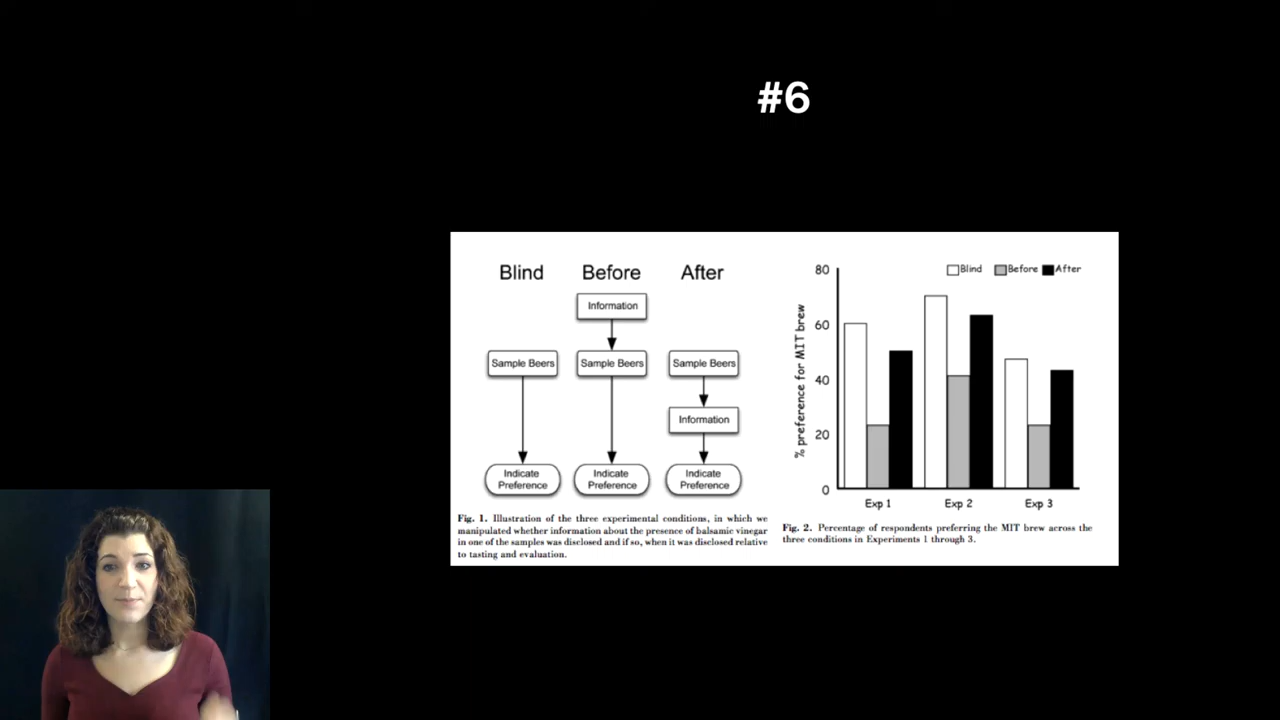 #6
Blind Before After
Information
Sample Beers Sample Beers Sample Beers
Information
Indicate Preference Indicate Preference Indicate Preference
Fig. 1. Illustration of the three experimental conditions, in which we
manipulated whether information about the presence of balsamic vinegar
in one of the samples was disclosed and if so, when it was disclosed relative
to tasting and evaluation.
Blind Before After
% preference for MIT brew
80
60
40
20
0
Exp 1 Exp 2 Exp 3
Fig. 2. Percentage of respondents preferring the MIT brew across the
three conditions in Experiments 1 through 3.